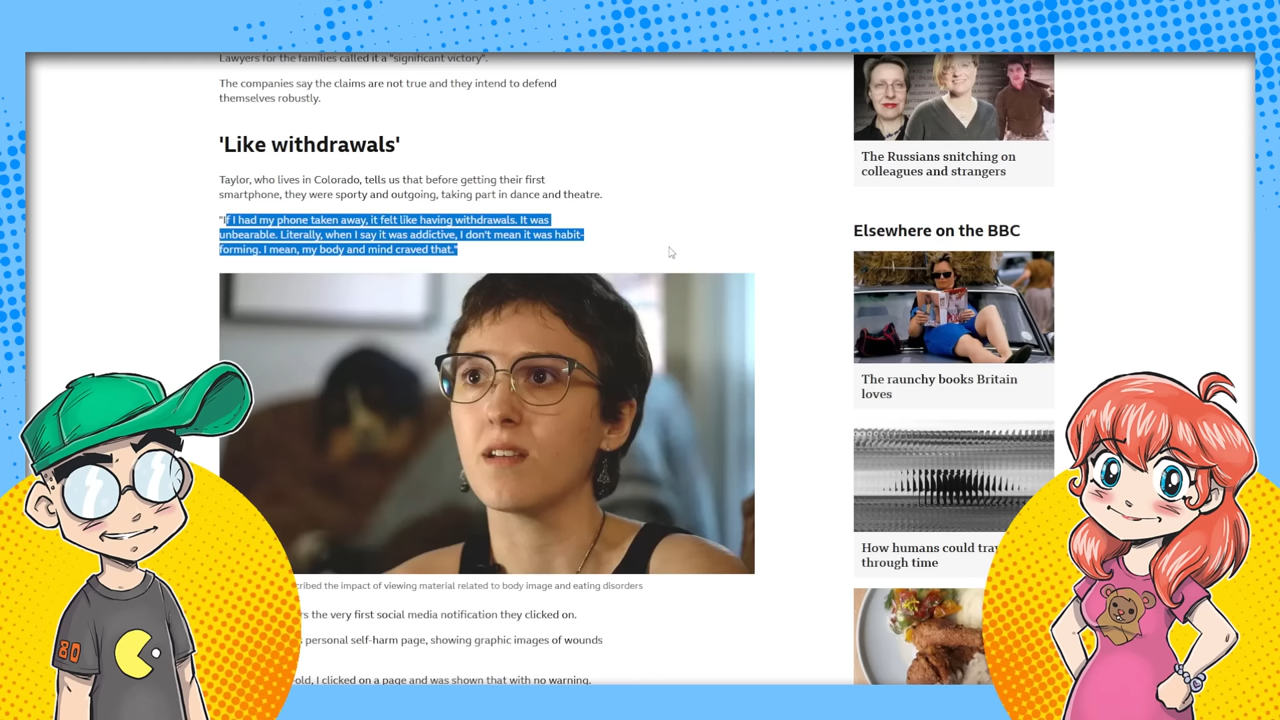 Lawyers for the families called it a "significant victory".
The companies say the claims are not true and they intend to defend
themselves robustly.
'Like withdrawals'
Taylor, who lives in Colorado, tells us that before getting their first
smartphone, they were sporty and outgoing, taking part in dance and theatre.
"If I had my phone taken away, it felt like having withdrawals. It was
unbearable. Literally, when I say it was addictive, I don't mean it was habit-
forming. I mean, my body and mind craved that."
cribed the impact of viewing material related to body image and eating disorders
rs the very first social media notification they clicked on.
s personal self-harm page, showing graphic images of wounds
-old, I clicked on a page and was shown that with no warning.
The Russians snitching on
colleagues and strangers
Elsewhere on the BBC
The raunchy books Britain
loves
How humans could trav
through time
80